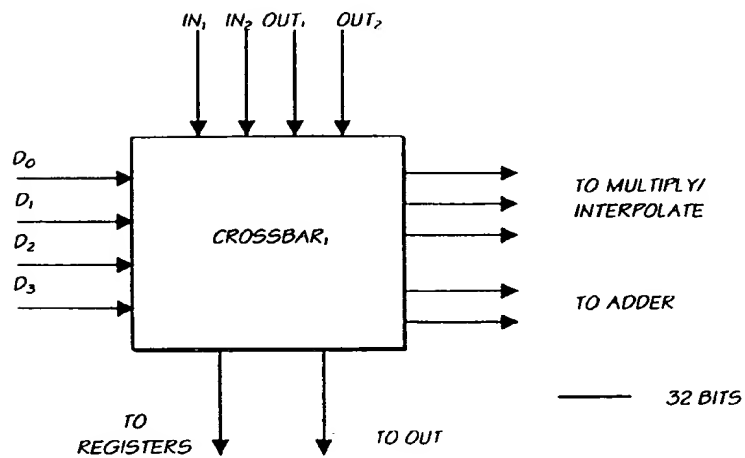 IN₁ IN₂ OUT₁ OUT₂
D₀
D₁
D₂
D₃
CROSSBAR₁
TO MULTIPLY/
INTERPOLATE
TO ADDER
32 BITS
TO
REGISTERS
TO OUT